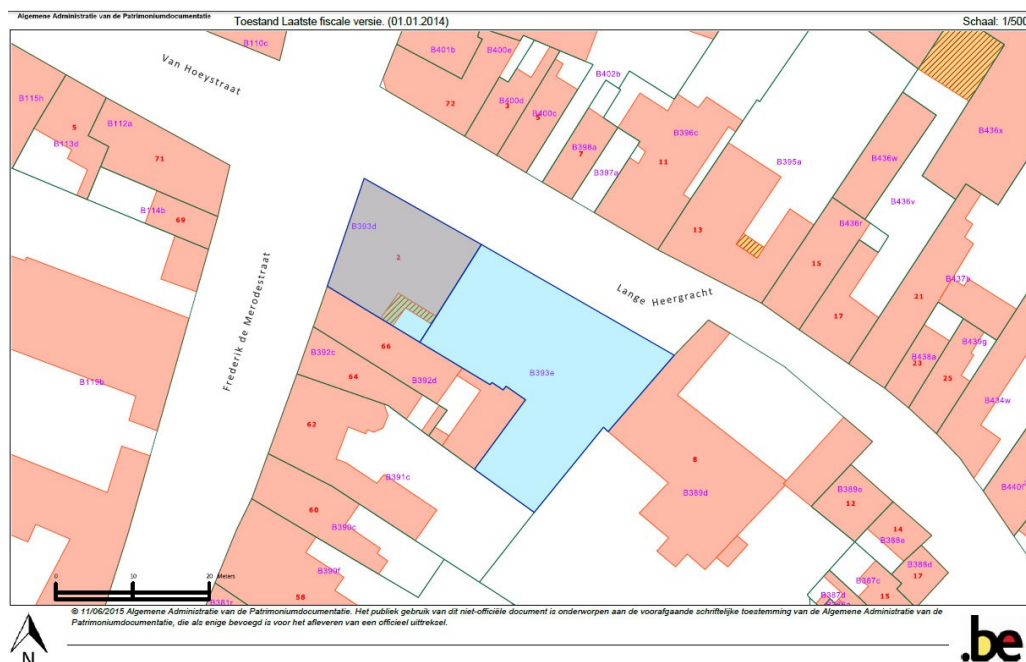 Algemene Administratie van de Patrimoniumdocumentatie
Toestand Laatste fiscale versie. (01.01.2014)
Schaal: 1/500
B110c
B401b
B400e
Van Hoeystraat
B402b
B115h
B112a
72
B400d
3
B400c
5
B396c
B436x
5
B113d
71
B398a
7
B397a
11
B395a
B436w
B436v
B114b
69
B393d
2
13
B436r
15
Lange Heergracht
17
21
B437b
Frederik de Merodestraat
66
B392c
64
B392d
B393e
B439g
B438a
23
25
B434w
B119b
62
8
B391c
B389d
B389e
12
60
B390c
14
B388e
B390f
58
B388d
17
B387c
15
B387d
0 10 20 Meters
© 11/06/2015 Algemene Administratie van de Patrimoniumdocumentatie. Het publiek gebruik van dit niet-officiële document is onderworpen aan de voorafgaande schriftelijke toestemming van de Algemene Administratie van de
Patrimoniumdocumentatie, die als enige bevoegd is voor het afleveren van een officieel uittreksel.
N
.be